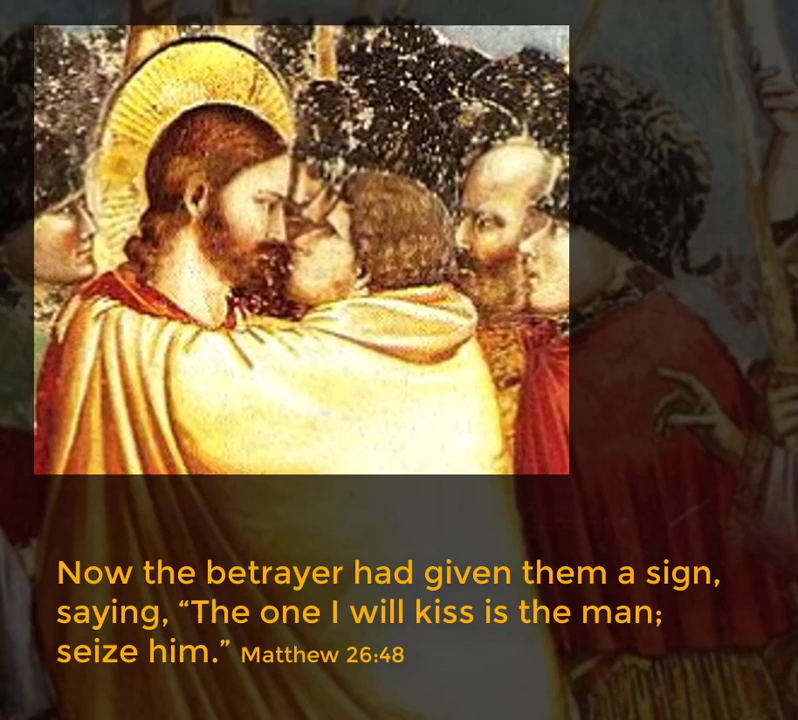 Now the betrayer had given them a sign,
saying, “The one I will kiss is the man;
seize him.” Matthew 26:48